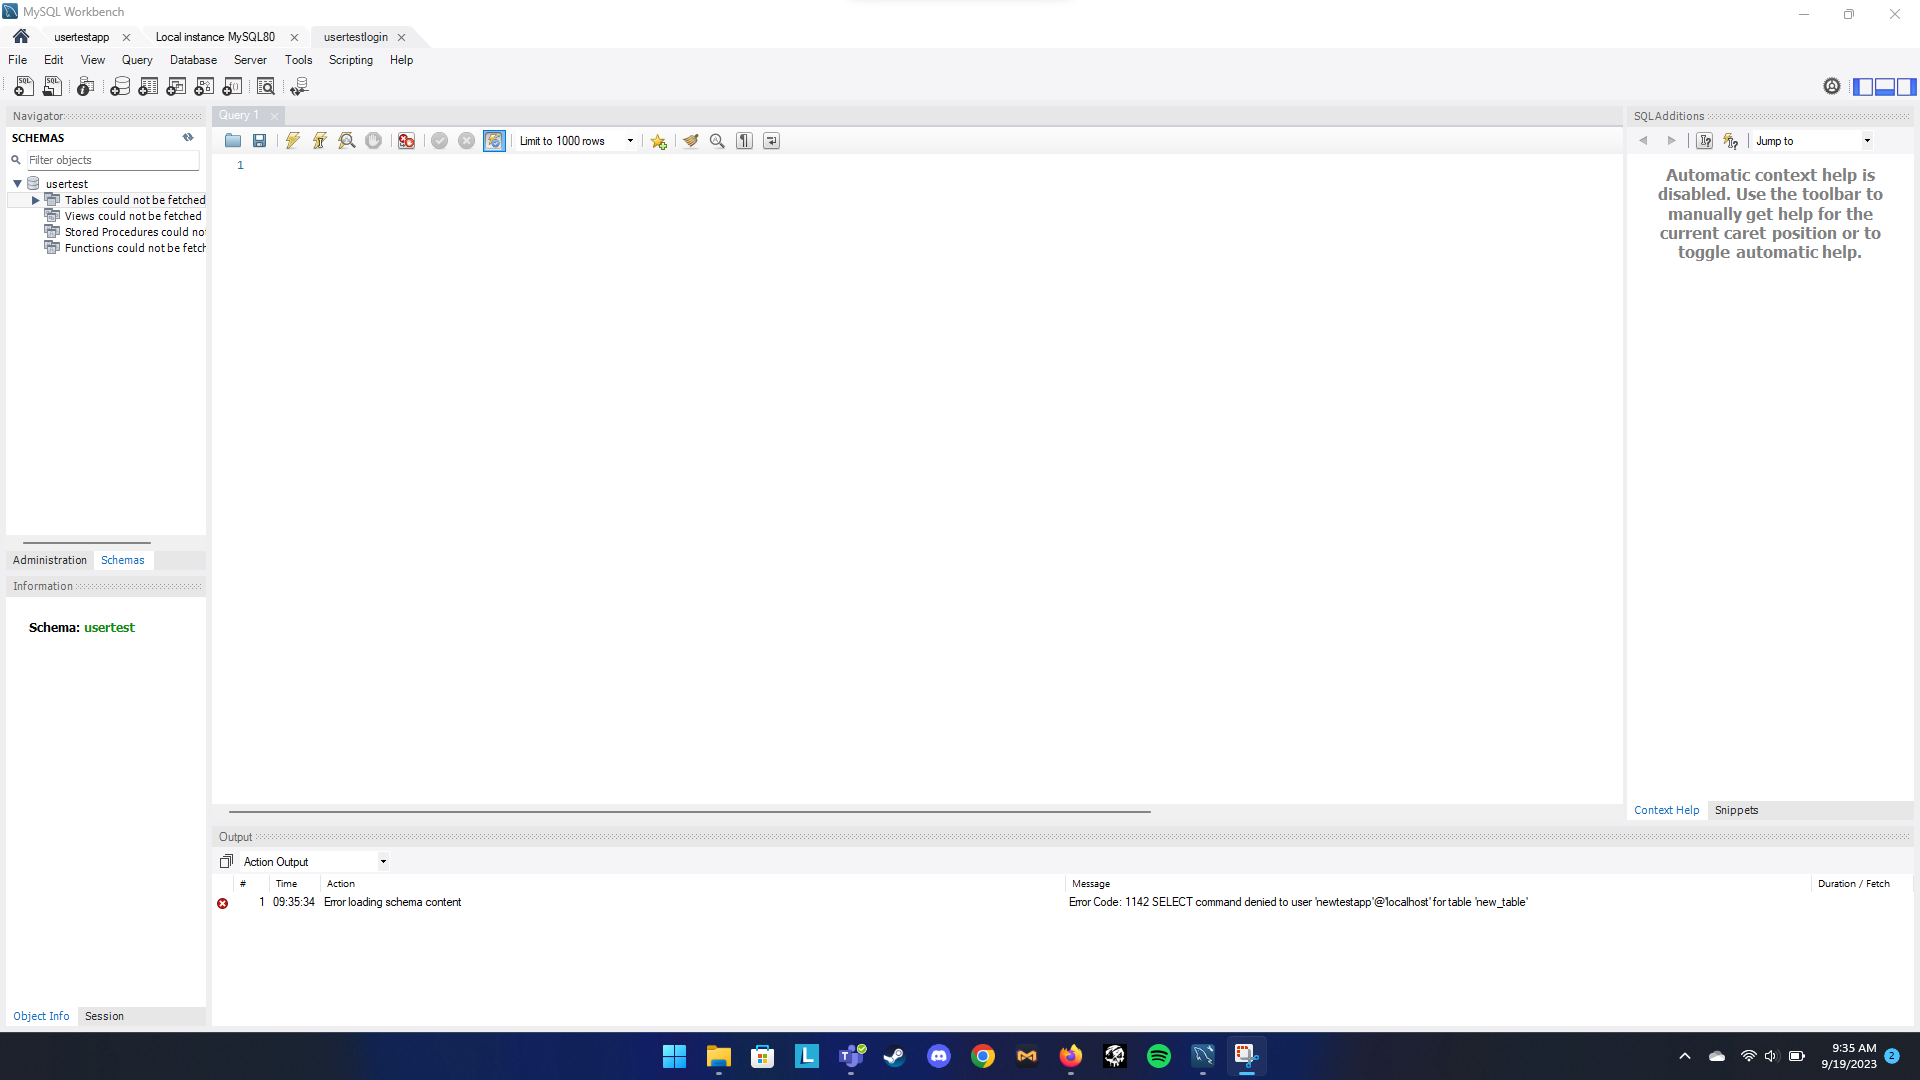 MySQL Workbench
usertestapp
Local instance MySQL80
usertestlogin
File Edit View Query Database Server Tools Scripting Help
Navigator
SCHEMAS
Filter objects
usertest
Tables could not be fetched
Views could not be fetched
Stored Procedures could no
Functions could not be fetch
Administration Schemas
Information
Schema: usertest
Object Info Session
Query 1
Limit to 1000 rows
1
SQLAdditions
Jump to
Automatic context help is
disabled. Use the toolbar to
manually get help for the
current caret position or to
toggle automatic help.
Context Help Snippets
Output
Action Output
# Time Action Message Duration / Fetch
1 09:35:34 Error loading schema content Error Code: 1142 SELECT command denied to user 'newtestapp'@'localhost' for table 'new_table'
9:35 AM
9/19/2023
2